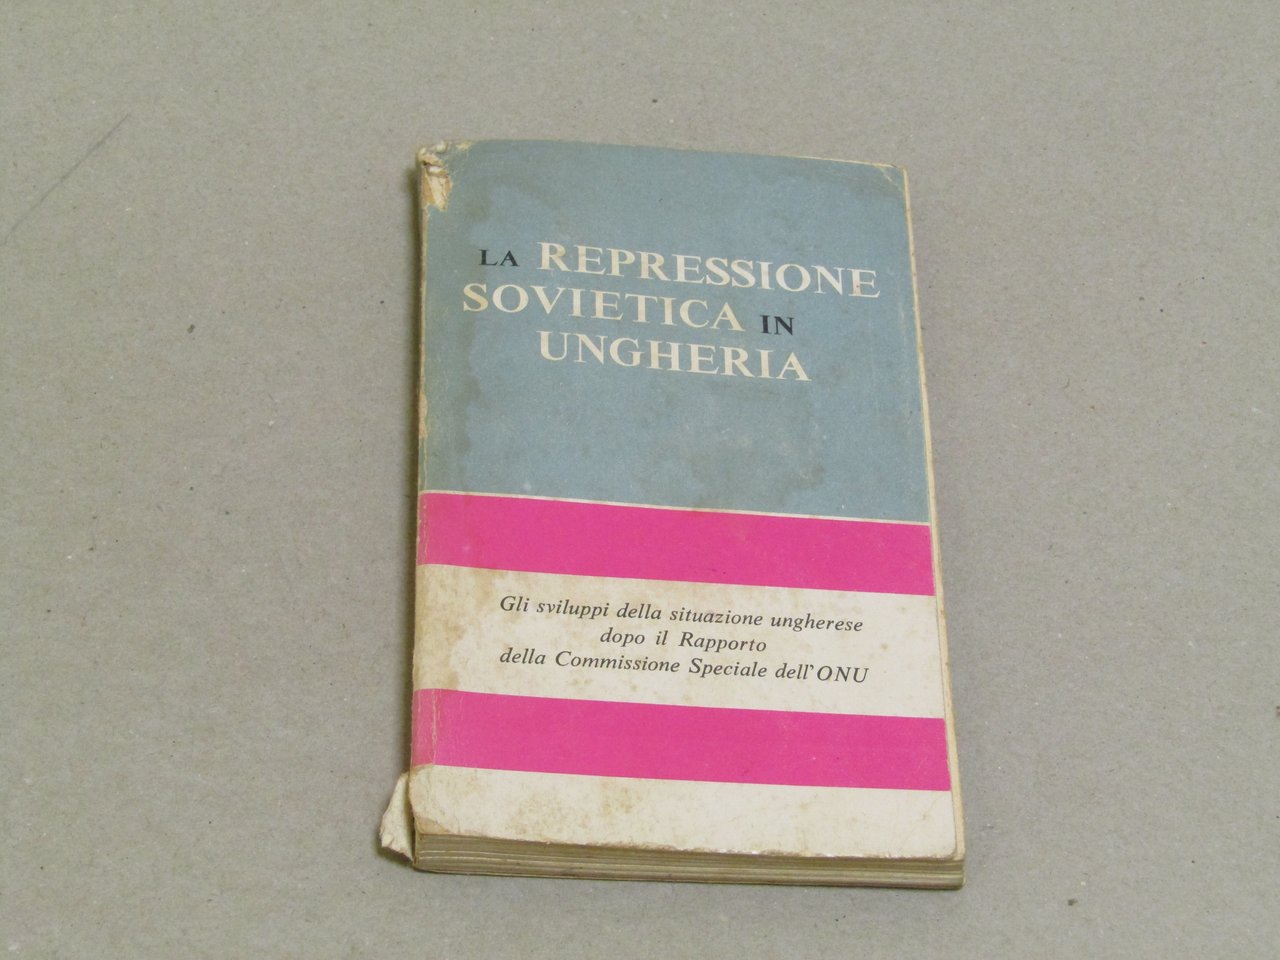 LA REPRESSIONE
SOVIETICA IN
UNGHERIA
Gli sviluppi della situazione ungherese
dopo il Rapporto
della Commissione Speciale dell'ONU